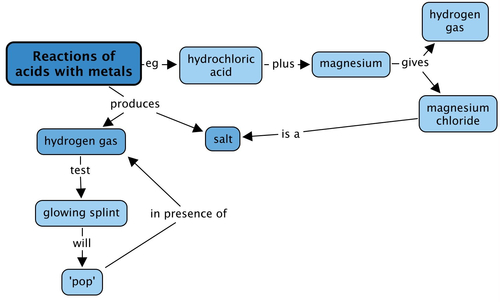 Reactions of
acids with metals
eg
hydrochloric
acid
plus
magnesium
gives
hydrogen
gas
magnesium
chloride
is a
produces
hydrogen gas
salt
test
glowing splint
in presence of
will
'pop'